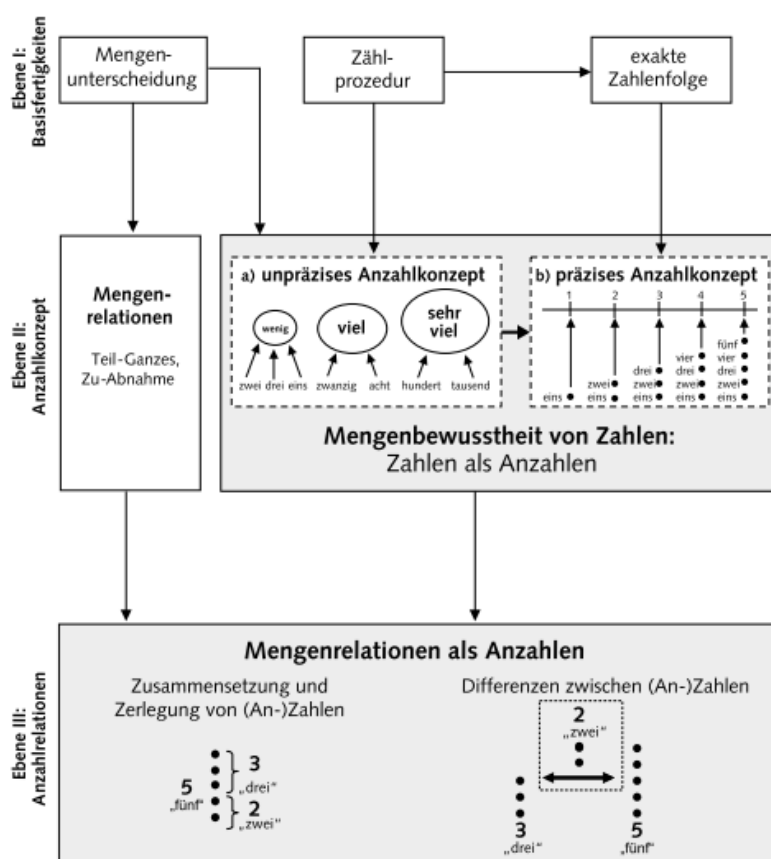 Ebene I:
Basisfertigkeiten
Mengen-
unterscheidung
Zähl-
prozedur
exakte
Zahlenfolge
Ebene II:
Anzahlkonzept
Mengen-
relationen
Teil-Ganzes,
Zu-Abnahme
a) unpräzises Anzahlkonzept
wenig
viel
sehr
viel
zwei drei eins
zwanzig acht
hundert tausend
b) präzises Anzahlkonzept
1 2 3 4 5
fünf
vier vier
drei drei drei
zwei zwei zwei zwei
eins eins eins eins eins
Mengenbewusstheit von Zahlen:
Zahlen als Anzahlen
Ebene III:
Anzahlrelationen
Mengenrelationen als Anzahlen
Zusammensetzung und
Zerlegung von (An-)Zahlen
5
„fünf“
3
„drei“
2
„zwei“
Differenzen zwischen (An-)Zahlen
2
„zwei“
3
„drei“
5
„fünf“